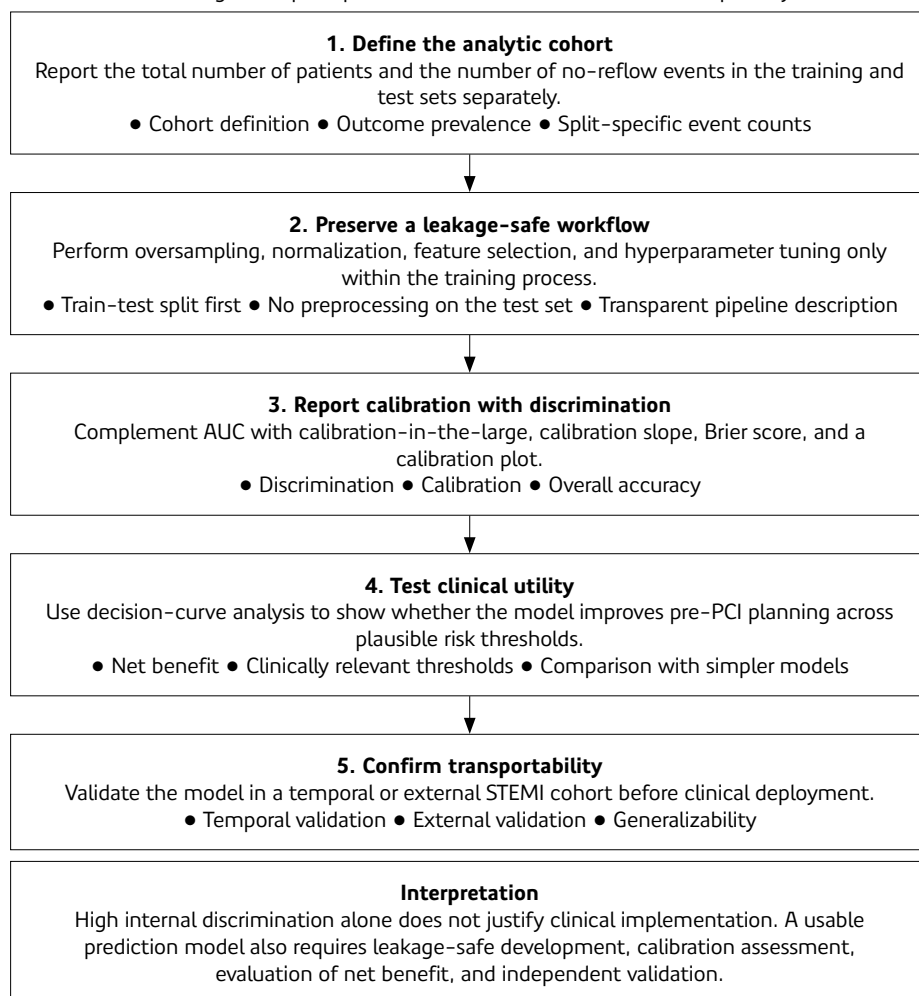 1. Define the analytic cohort
Report the total number of patients and the number of no-reflow events in the training and
test sets separately.
● Cohort definition ● Outcome prevalence ● Split-specific event counts
2. Preserve a leakage-safe workflow
Perform oversampling, normalization, feature selection, and hyperparameter tuning only
within the training process.
● Train-test split first ● No preprocessing on the test set ● Transparent pipeline description
3. Report calibration with discrimination
Complement AUC with calibration-in-the-large, calibration slope, Brier score, and a
calibration plot.
● Discrimination ● Calibration ● Overall accuracy
4. Test clinical utility
Use decision-curve analysis to show whether the model improves pre-PCI planning across
plausible risk thresholds.
● Net benefit ● Clinically relevant thresholds ● Comparison with simpler models
5. Confirm transportability
Validate the model in a temporal or external STEMI cohort before clinical deployment.
● Temporal validation ● External validation ● Generalizability
Interpretation
High internal discrimination alone does not justify clinical implementation. A usable
prediction model also requires leakage-safe development, calibration assessment,
evaluation of net benefit, and independent validation.